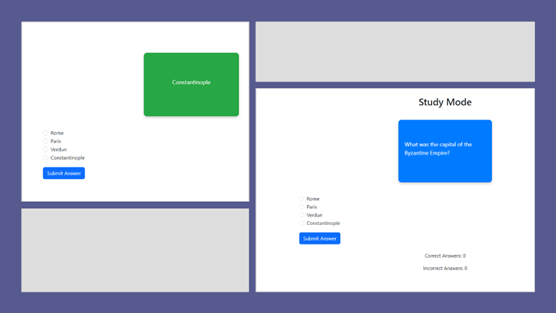 Constantinople
Rome
Paris
Verdun
Constantinople
Submit Answer
Study Mode
What was the capital of the
Byzantine Empire?
Rome
Paris
Verdun
Constantinople
Submit Answer
Correct Answers: 0
Incorrect Answers: 0